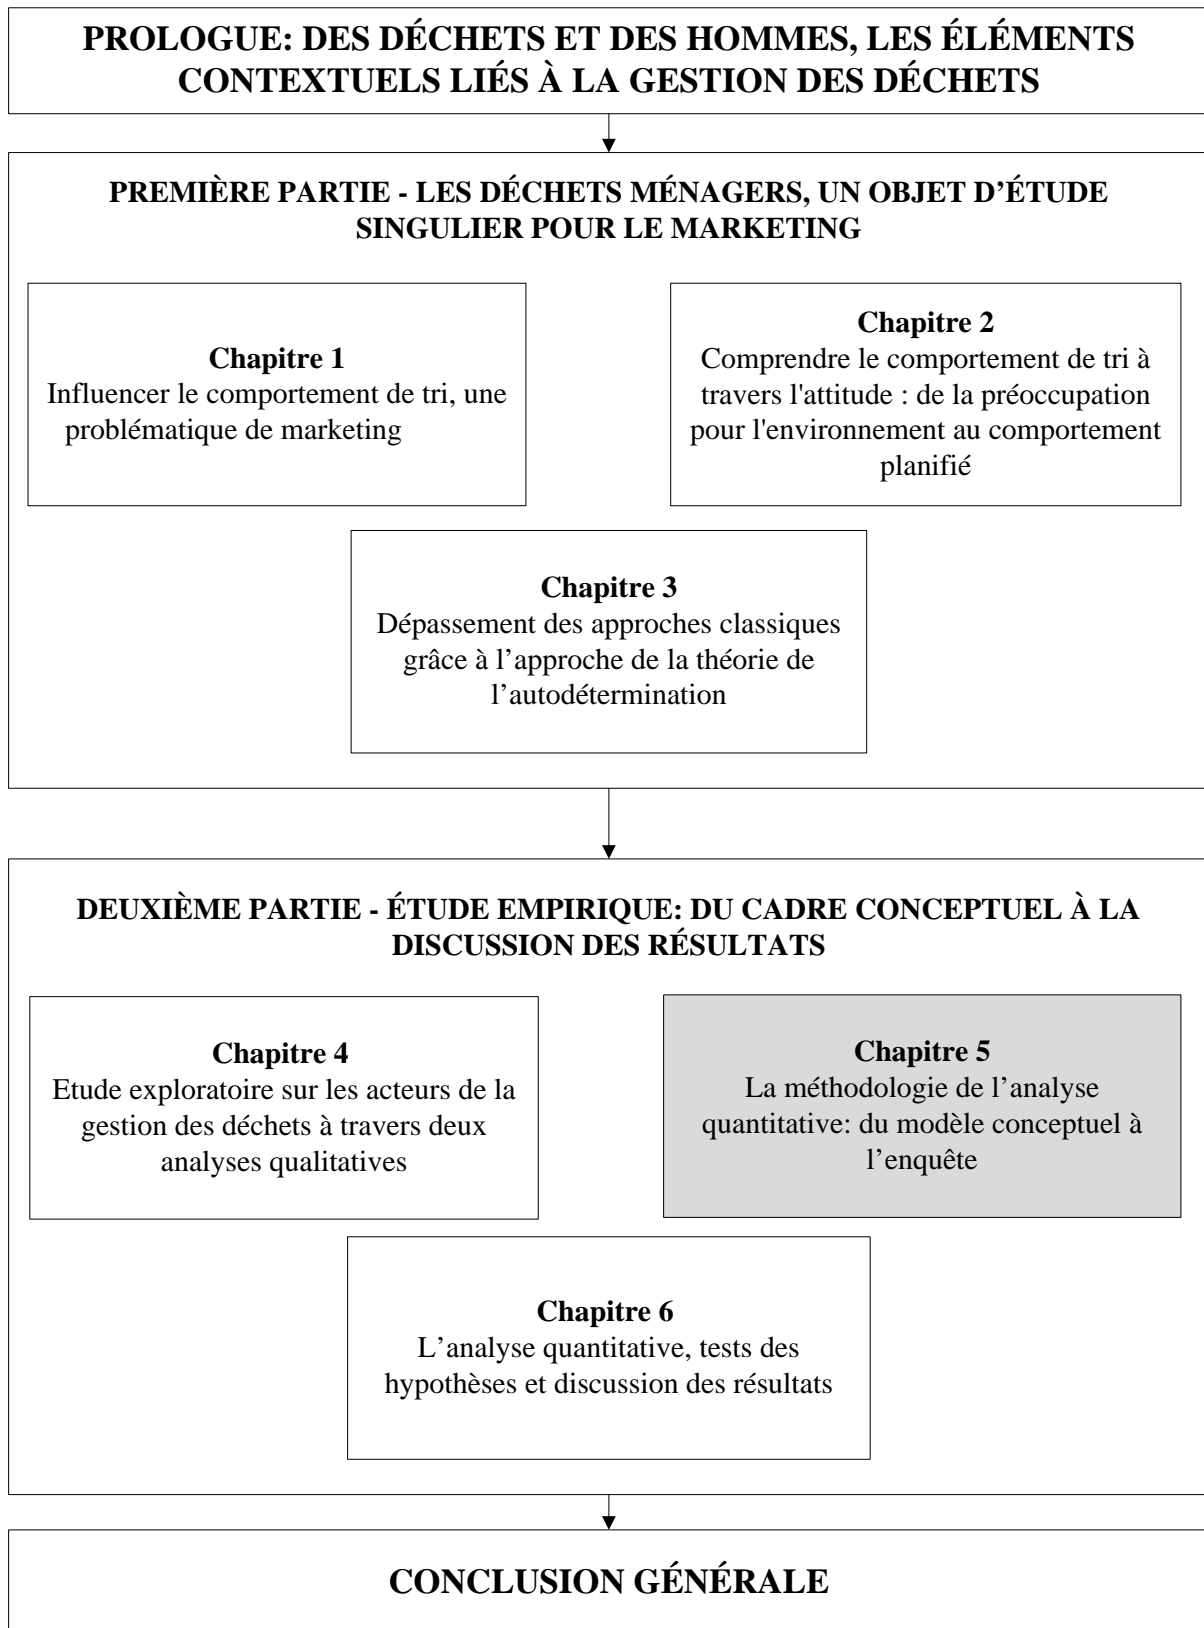 PROLOGUE: DES DÉCHETS ET DES HOMMES, LES ÉLÉMENTS
CONTEXTUELS LIÉS À LA GESTION DES DÉCHETS
PREMIÈRE PARTIE - LES DÉCHETS MÉNAGERS, UN OBJET D’ÉTUDE
SINGULIER POUR LE MARKETING
Chapitre 1
Influencer le comportement de tri, une
problématique de marketing
Chapitre 2
Comprendre le comportement de tri à
travers l'attitude : de la préoccupation
pour l'environnement au comportement
planifié
Chapitre 3
Dépassement des approches classiques
grâce à l’approche de la théorie de
l’autodétermination
DEUXIÈME PARTIE - ÉTUDE EMPIRIQUE: DU CADRE CONCEPTUEL À LA
DISCUSSION DES RÉSULTATS
Chapitre 4
Etude exploratoire sur les acteurs de la
gestion des déchets à travers deux
analyses qualitatives
Chapitre 5
La méthodologie de l’analyse
quantitative: du modèle conceptuel à
l’enquête
Chapitre 6
L’analyse quantitative, tests des
hypothèses et discussion des résultats
CONCLUSION GÉNÉRALE